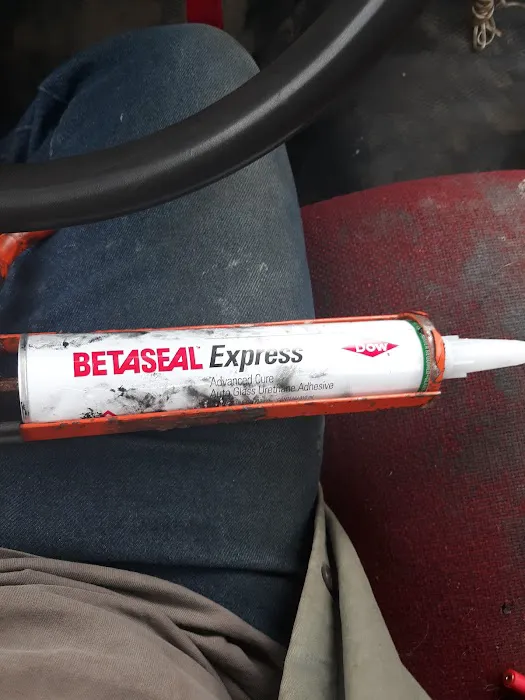 BETASEAL Express
DOW
Advanced Cure
Auto Glass Urethane Adhesive